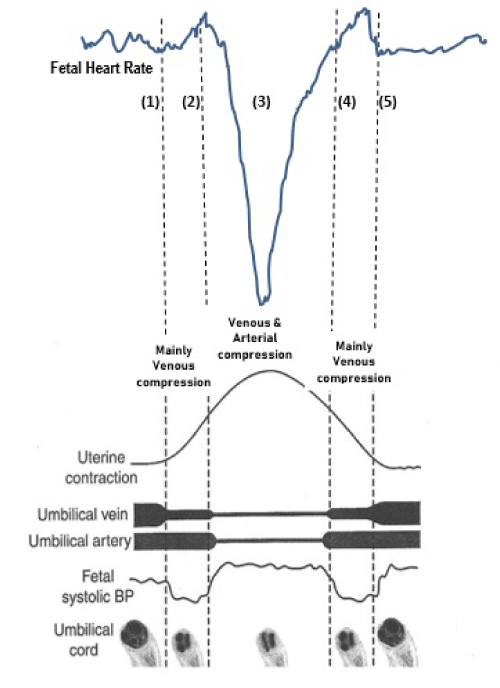 Fetal Heart Rate
(1)
(2)
(3)
(4)
(5)
Venous &
Arterial
compression
Mainly
Venous
compression
Mainly
Venous
compression
Uterine
contraction
Umbilical vein
Umbilical artery
Fetal
systolic BP
Umbilical
cord